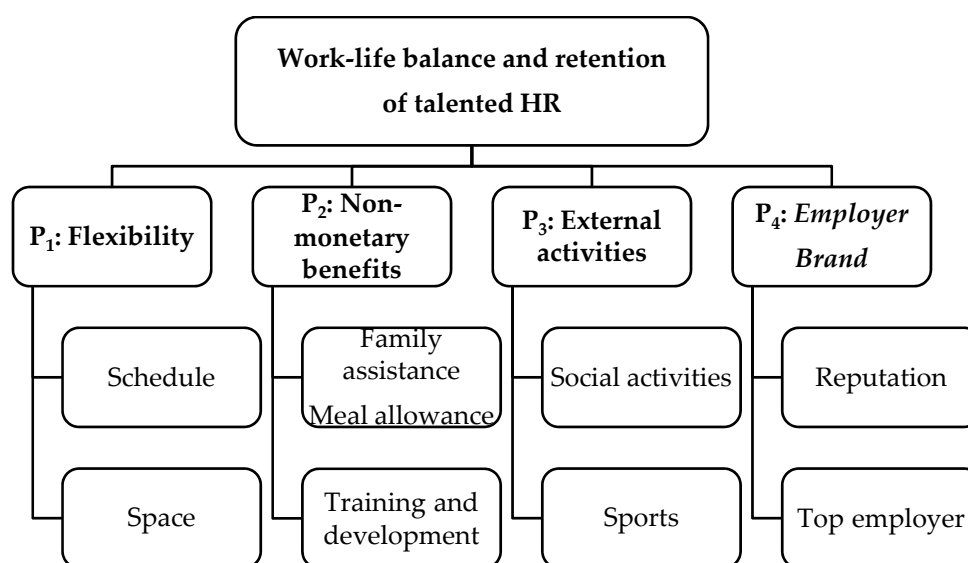 Work-life balance and retention
of talented HR
P₁: Flexibility
P₂: Non-
monetary
benefits
P₃: External
activities
P₄: Employer
Brand
Schedule
Family
assistance
Meal allowance
Social activities
Reputation
Space
Training and
development
Sports
Top employer